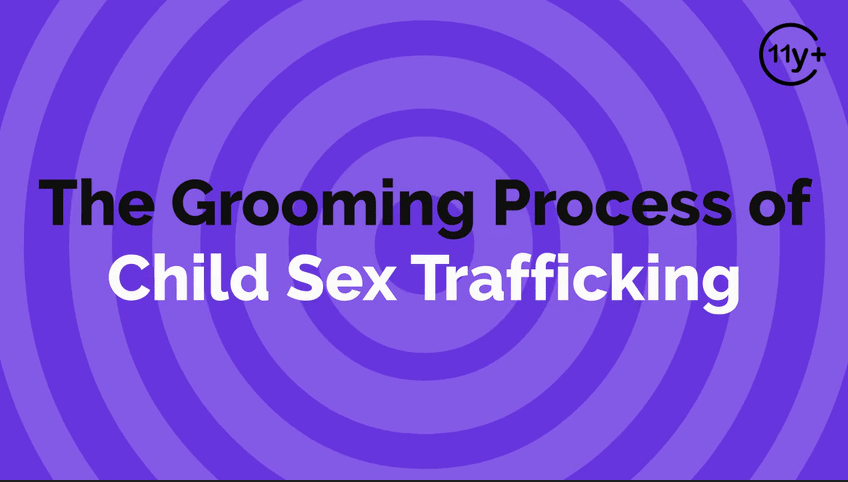 11y+
The Grooming Process of
Child Sex Trafficking